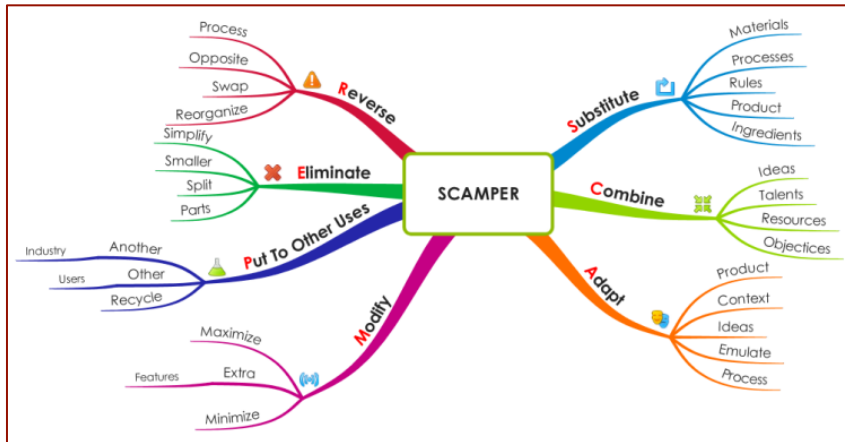 SCAMPER
Substitute
Materials
Processes
Rules
Product
Ingredients
Combine
Ideas
Talents
Resources
Objectices
Adapt
Product
Context
Ideas
Emulate
Process
Modify
Maximize
Extra
Features
Minimize
Put To Other Uses
Another
Industry
Other
Users
Recycle
Eliminate
Simplify
Smaller
Split
Parts
Reverse
Process
Opposite
Swap
Reorganize